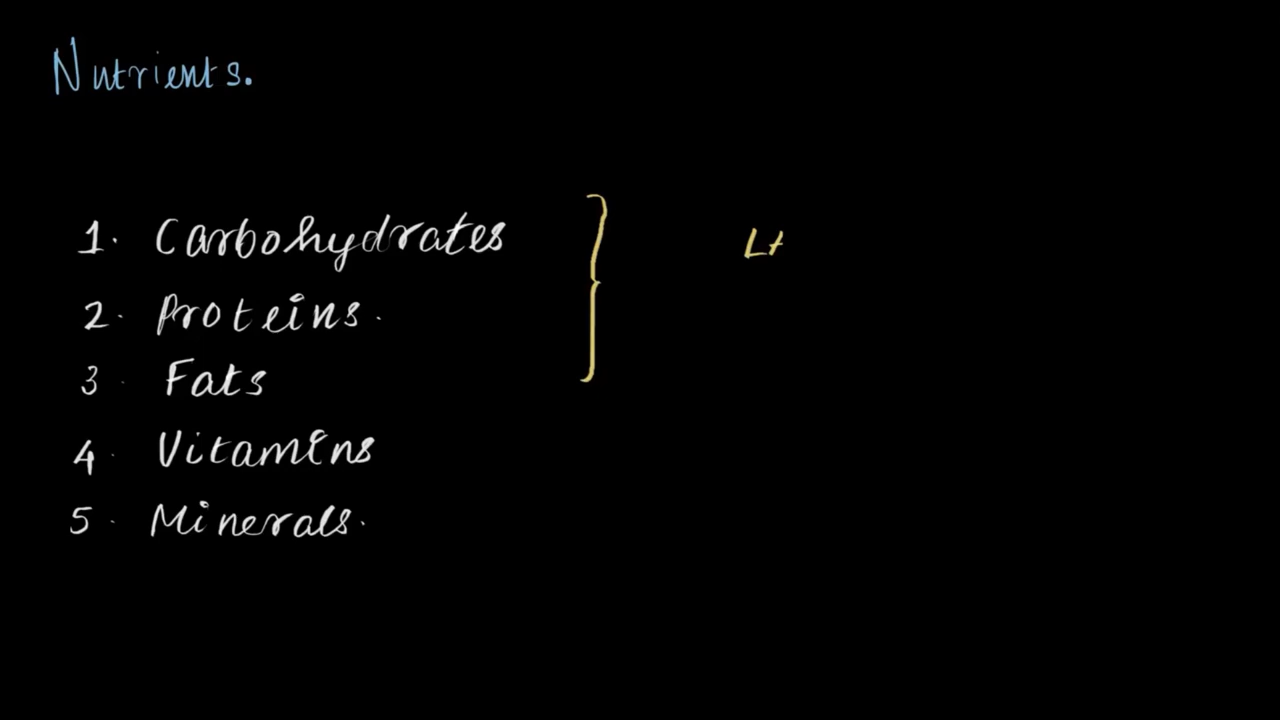 Nutrients.
1. Carbohydrates
2. Proteins.
3. Fats
4. Vitamins
5. Minerals.